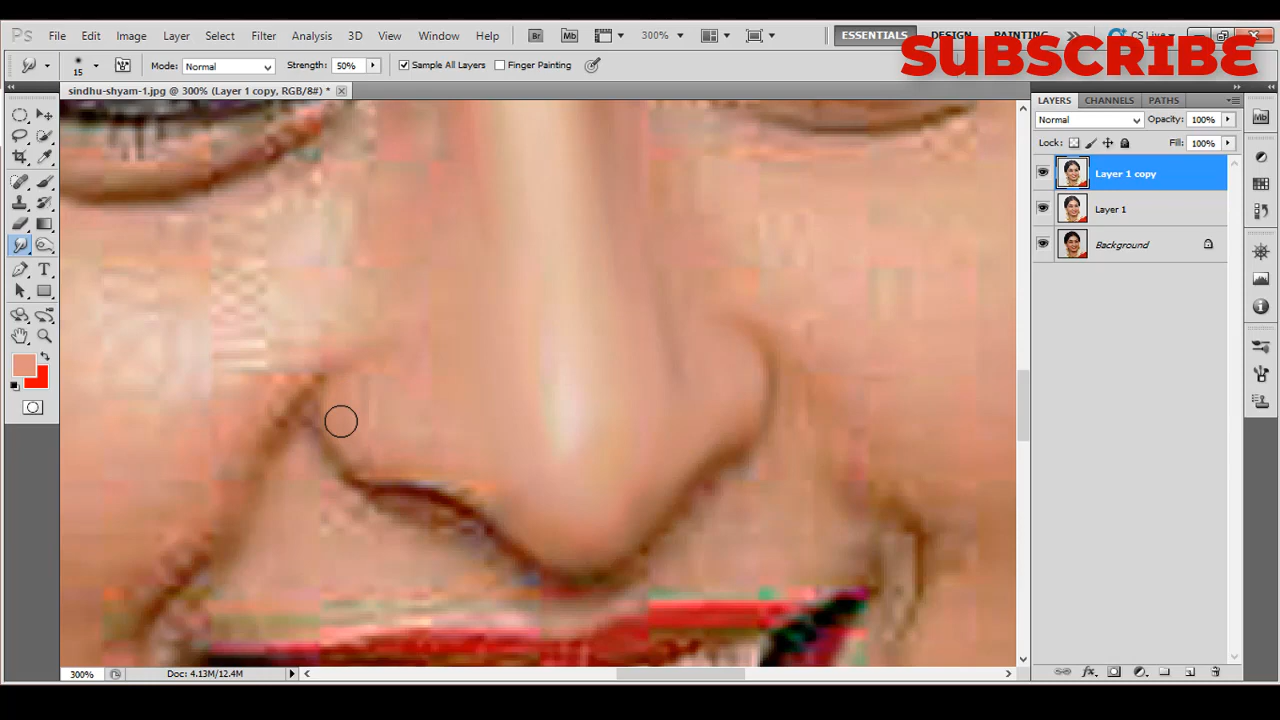 Ps File Edit Image Layer Select Filter Analysis 3D View Window Help Br Mb 300% ESSENTIALS DESIGN PAINTING CS Live
SUBSCRIBE
15 Mode: Normal Strength: 50% Sample All Layers Finger Painting
sindhu-shyam-1.jpg @ 300% (Layer 1 copy, RGB/8#) *
LAYERS CHANNELS PATHS
Normal Opacity: 100%
Lock: Fill: 100%
Layer 1 copy
Layer 1
Background
Mb
T
300% Doc: 4.13M/12.4M
fx